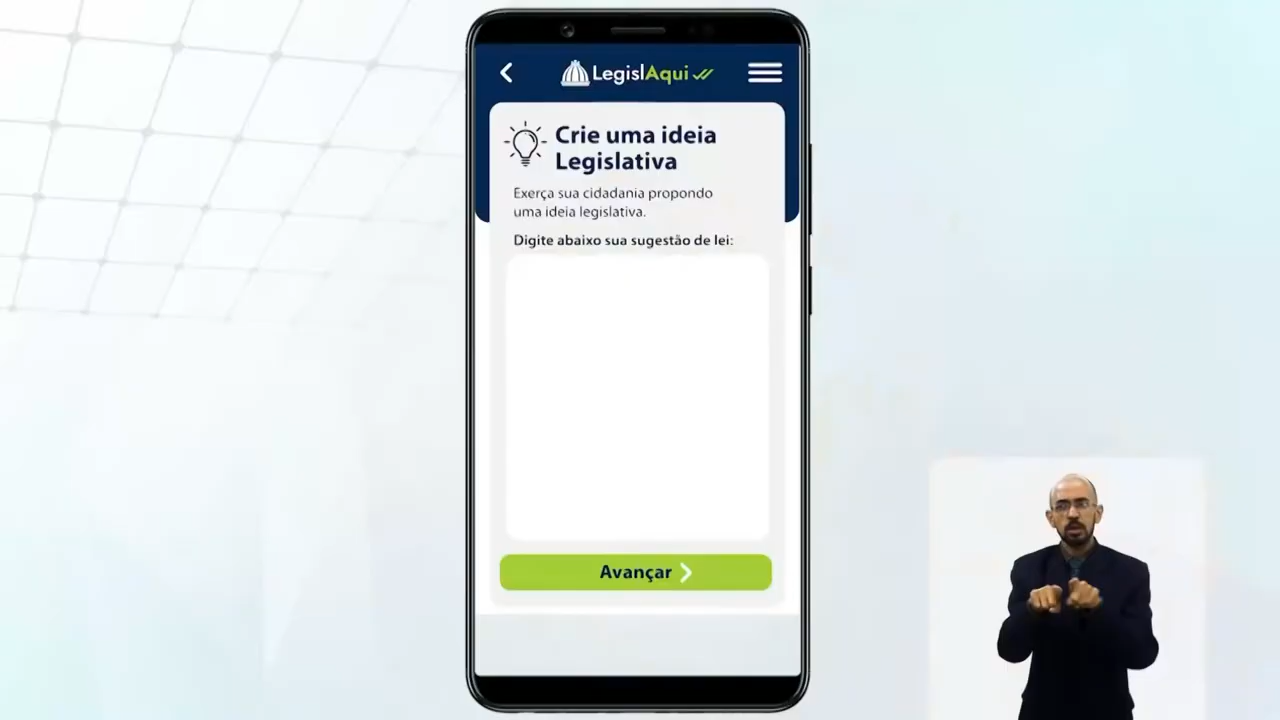 LegislAqui
Crie uma ideia
Legislativa
Exerça sua cidadania propondo
uma ideia legislativa.
Digite abaixo sua sugestão de lei:
Avançar